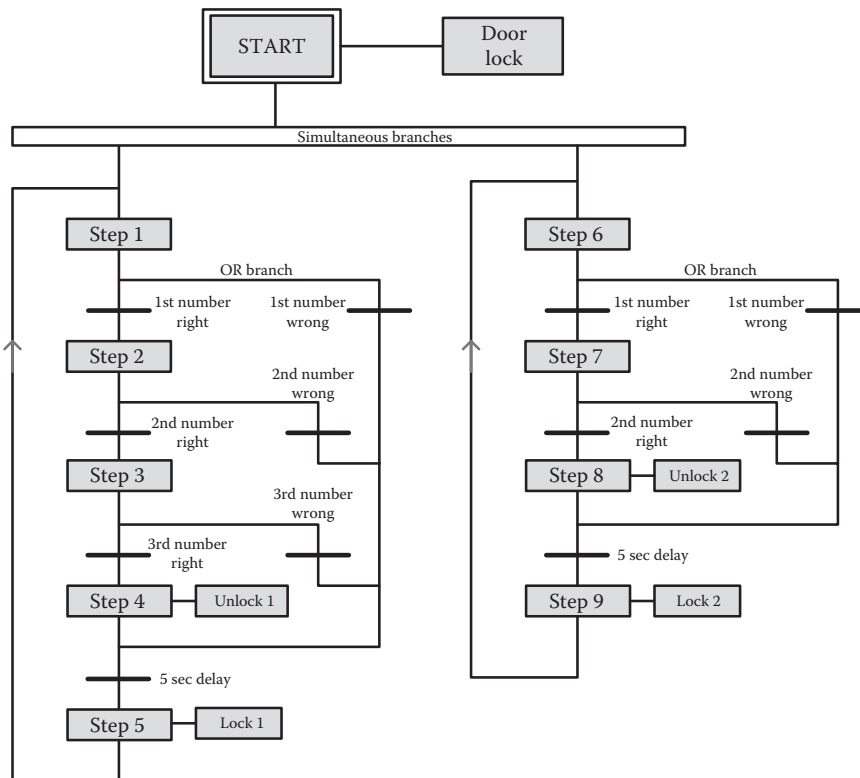 START
Door
lock
Simultaneous branches
Step 1
OR branch
1st number
right
1st number
wrong
Step 2
2nd number
wrong
2nd number
right
Step 3
3rd number
wrong
3rd number
right
Step 4
Unlock 1
5 sec delay
Step 5
Lock 1
Step 6
OR branch
1st number
right
1st number
wrong
Step 7
2nd number
wrong
2nd number
right
Step 8
Unlock 2
5 sec delay
Step 9
Lock 2